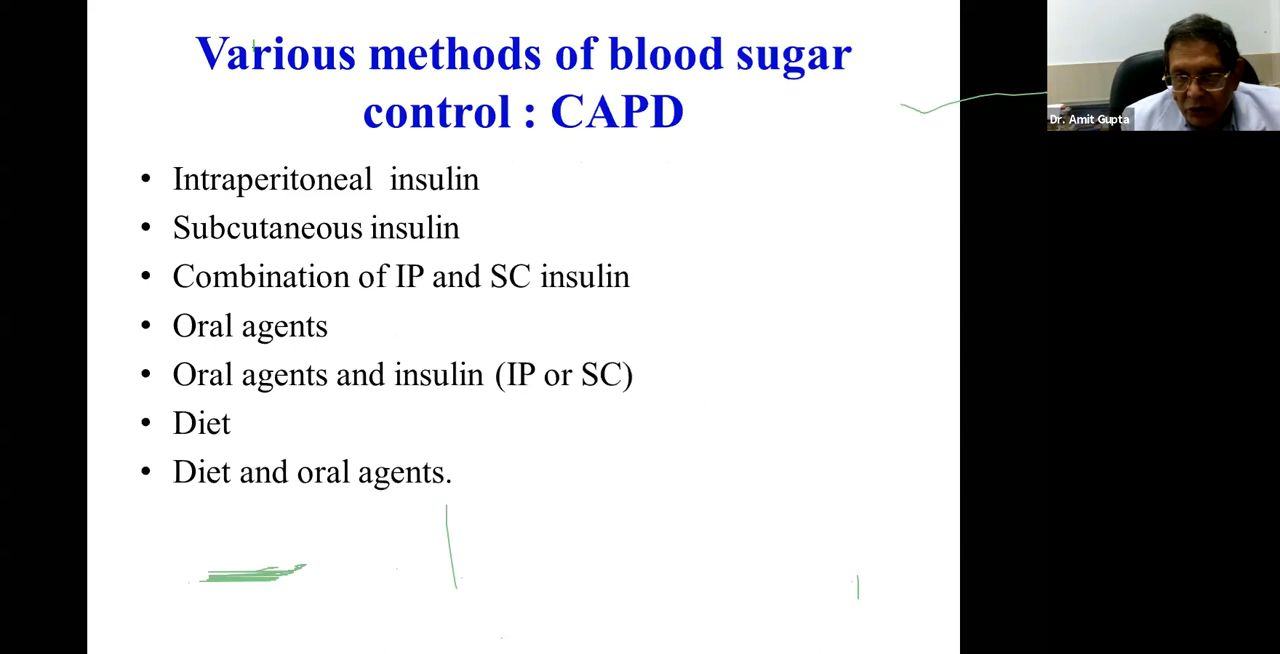 Various methods of blood sugar
control : CAPD
• Intraperitoneal insulin
• Subcutaneous insulin
• Combination of IP and SC insulin
• Oral agents
• Oral agents and insulin (IP or SC)
• Diet
• Diet and oral agents.
Dr. Amit Gupta